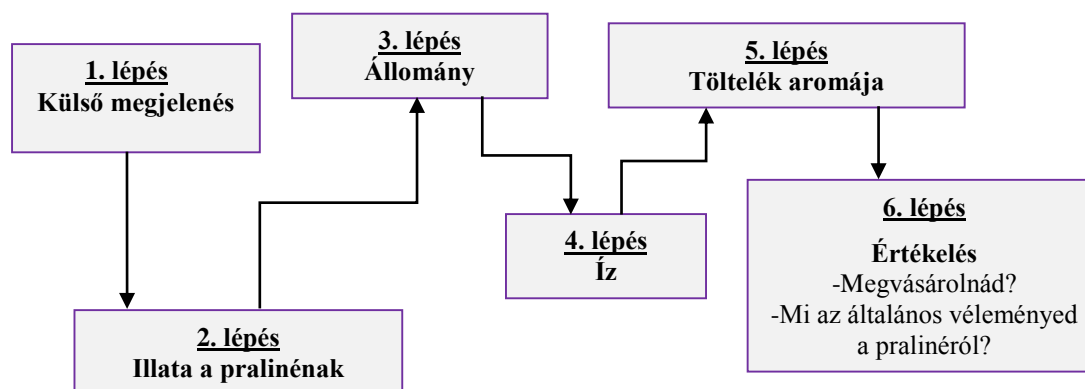 1. lépés
Külső megjelenés
2. lépés
Illata a pralinénak
3. lépés
Állomány
4. lépés
Íz
5. lépés
Töltelék aromája
6. lépés
Értékelés
-Megvásárolnád?
-Mi az általános véleményed
a pralinéról?